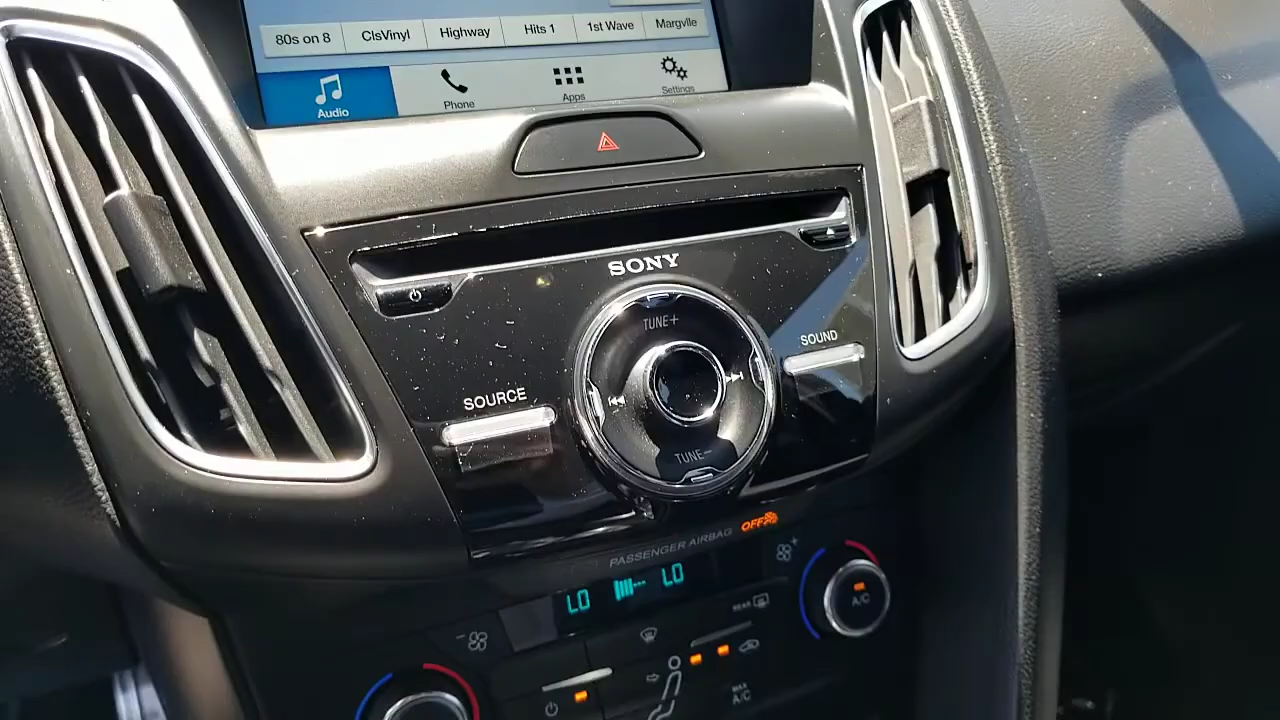 80s on 8 ClsVinyl Highway Hits 1 1st Wave Margvlle
Audio Phone Apps Settings
SONY
TUNE+
SOUND
SOURCE
TUNE-
PASSENGER AIRBAG OFF
LO LO
A/C
REAR
MAX
A/C